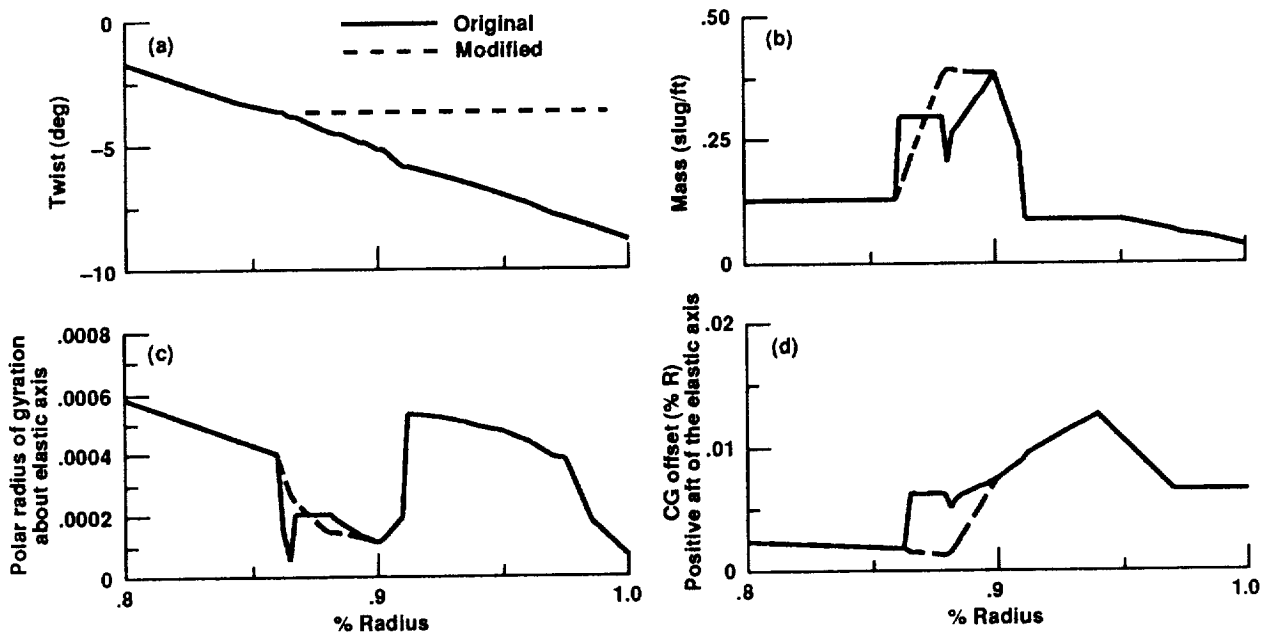 (a)
Original
Modified
0
−5
−10
Twist (deg)
(b)
.50
.25
0
Mass (slug/ft)
(c)
.0008
.0006
.0004
.0002
0
Polar radius of gyration
about elastic axis
.8
.9
1.0
% Radius
(d)
.02
.01
0
CG offset (% R)
Positive aft of the elastic axis
.8
.9
1.0
% Radius